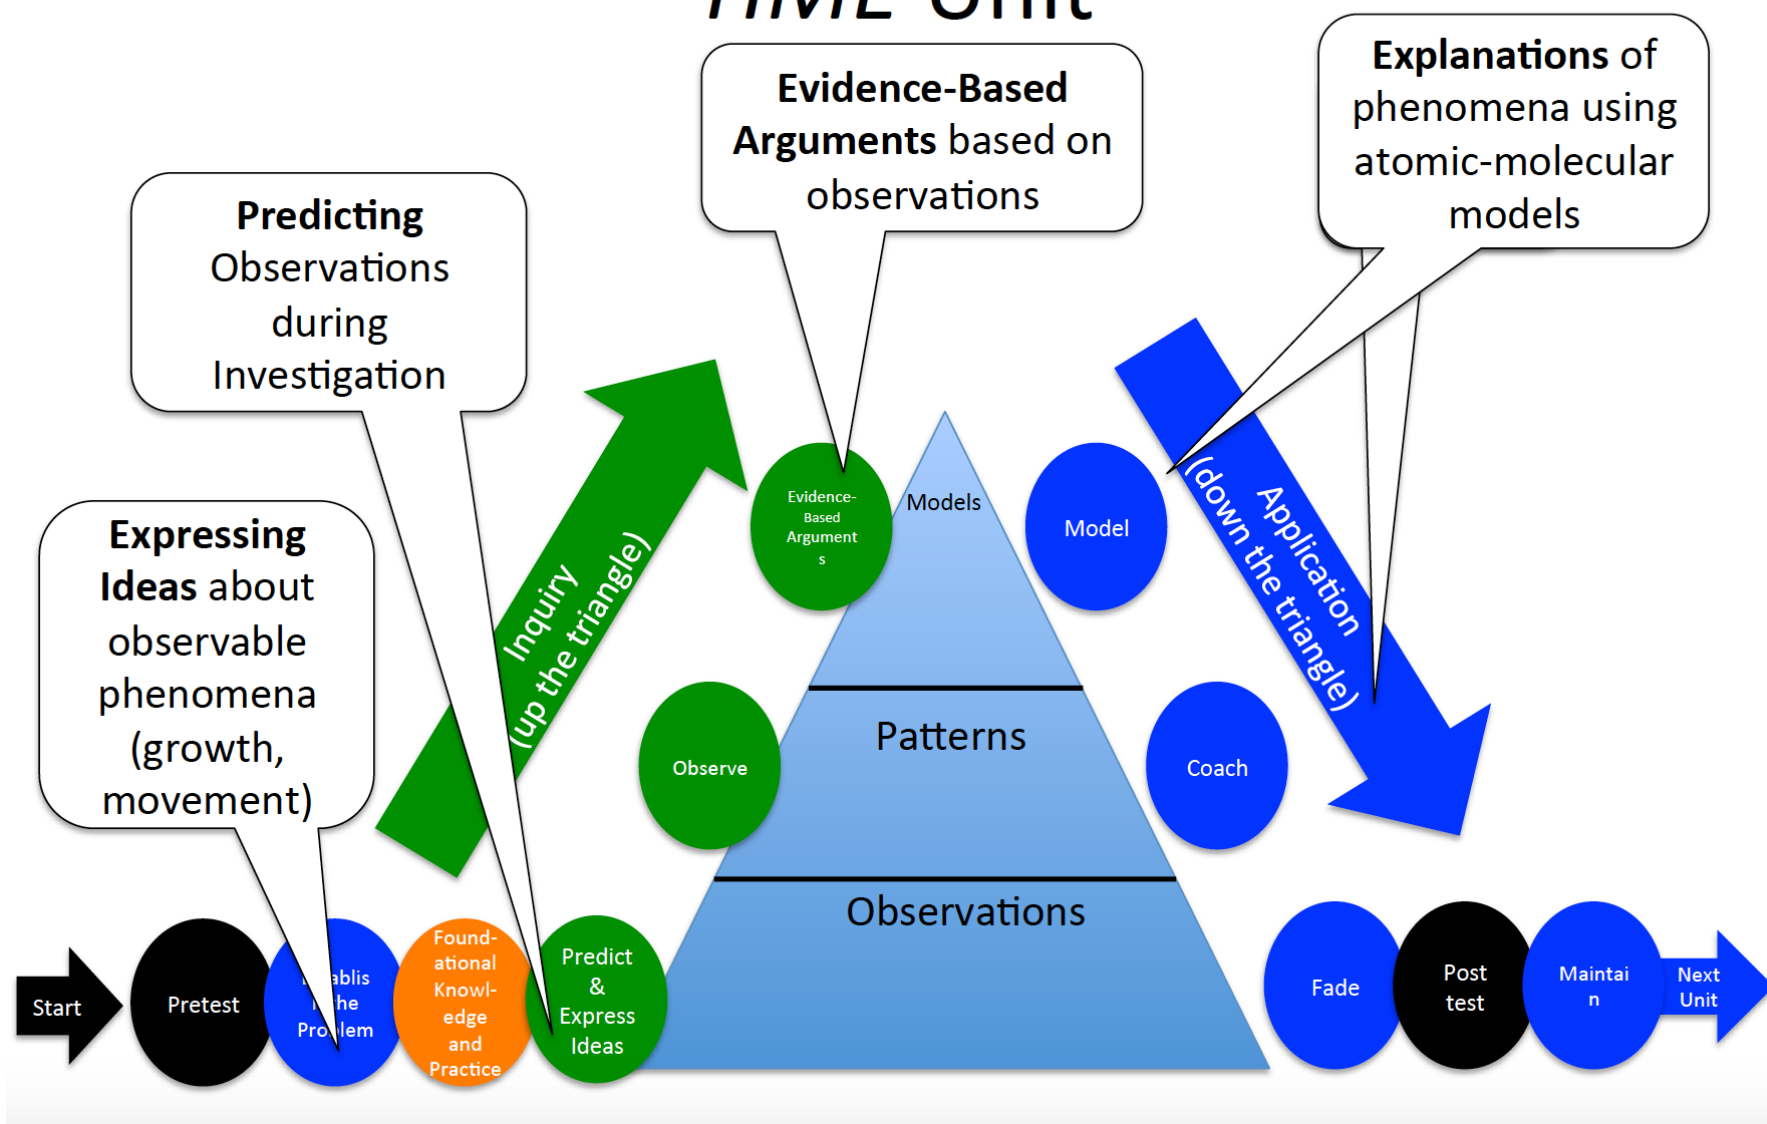 Unit
Evidence-Based
Arguments based on
observations
Explanations of
phenomena using
atomic-molecular
models
Predicting
Observations
during
Investigation
Expressing
Ideas about
observable
phenomena
(growth,
movement)
Inquiry
(up the triangle)
Application
(down the triangle)
Evidence-
Based
Argument
s
Models
Model
Observe
Patterns
Coach
Observations
Start
Pretest
Problem
Found-
ational
Knowl-
edge
and
Practice
Predict
&
Express
Ideas
Fade
Post
test
Maintai
n
Next
Unit